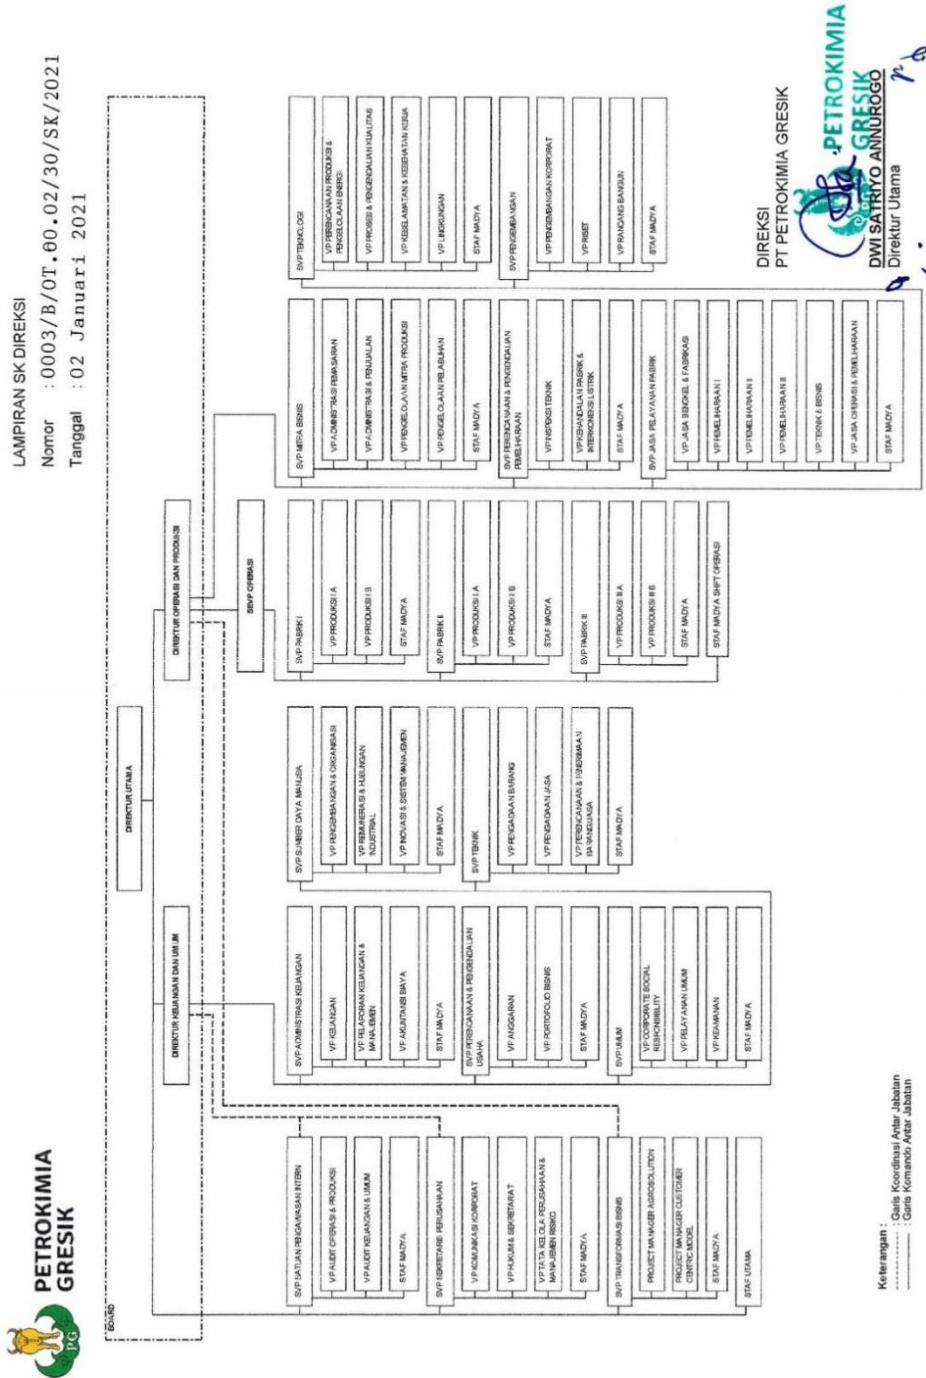 PETROKIMIA
GRESIK
LAMPIRAN SK DIREKSI
Nomor : 0003/B/OT.00.02/30/SK/2021
Tanggal : 02 Januari 2021
BOARD
DIREKTUR UTAMA
DIREKTUR KEUANGAN DAN UMUM
DIREKTUR OPERASI DAN PRODUKSI
SEVP OPERASI
SVP SATUAN PENGAWASAN INTERN
VP AUDIT OPERASI & PRODUKSI
VP AUDIT KEUANGAN & UMUM
STAF MADYA
SVP SEKRETARIS PERUSAHAAN
VP KOMUNIKASI KORPORAT
VP HUKUM & SEKRETARIAT
VP TATA KELOLA PERUSAHAAN &
MANAJEMEN RISIKO
STAF MADYA
SVP TRANSFORMASI BISNIS
PROJECT MANAGER AGROSOLUTION
PROJECT MANAGER CUSTOMER
CENTRIC MODEL
STAF MADYA
STAF UTAMA
SVP ADMINISTRASI KEUANGAN
VP KEUANGAN
VP PELAPORAN KEUANGAN &
MANAJEMEN
VP AKUNTANSI BIAYA
STAF MADYA
SVP PERENCANAAN & PENGENDALIAN
USAHA
VP ANGGARAN
VP PORTOFOLIO BISNIS
STAF MADYA
SVP UMUM
VP CORPORATE SOCIAL
RESPONSIBILITY
VP PELAYANAN UMUM
VP KEAMANAN
STAF MADYA
SVP SUMBER DAYA MANUSIA
VP PENGEMBANGAN & ORGANISASI
VP REMUNERASI & HUBUNGAN
INDUSTRIAL
VP INOVASI & SISTEM MANAJEMEN
STAF MADYA
SVP TEKNIK
VP PENGADAAN BARANG
VP PENGADAAN JASA
VP PERENCANAAN & PENERIMAAN
BARANG/JASA
STAF MADYA
SVP PABRIK I
VP PRODUKSI I A
VP PRODUKSI I B
STAF MADYA
SVP PABRIK II
VP PRODUKSI II A
VP PRODUKSI II B
STAF MADYA
SVP PABRIK III
VP PRODUKSI III A
VP PRODUKSI III B
STAF MADYA
STAF MADYA SHIFT OPERASI
SVP MITRA BISNIS
VP ADMINISTRASI PEMASARAN
VP ADMINISTRASI & PENJUALAN
VP PENGELOLAAN MITRA PRODUKSI
VP PENGELOLAAN PELABUHAN
STAF MADYA
SVP PERENCANAAN & PENGENDALIAN
PEMELIHARAAN
VP INSPEKSI TEKNIK
VP KEHANDALAN PABRIK &
INTERKONEKSI LISTRIK
STAF MADYA
SVP JASA PELAYANAN PABRIK
VP JASA BENGKEL & FABRIKASI
VP PEMELIHARAAN I
VP PEMELIHARAAN II
VP PEMELIHARAAN III
VP TEKNIK & BISNIS
VP JASA OPERASI & PEMELIHARAAN
STAF MADYA
SVP TEKNOLOGI
VP PERENCANAAN PRODUKSI &
PENGELOLAAN ENERGI
VP PROSES & PENGENDALIAN KUALITAS
VP KESELAMATAN & KESEHATAN KERJA
VP LINGKUNGAN
STAF MADYA
SVP PENGEMBANGAN
VP PENGEMBANGAN KORPORAT
VP RISET
VP RANCANG BANGUN
STAF MADYA
Keterangan :
---------- : Garis Koordinasi Antar Jabatan
: Garis Komando Antar Jabatan
DIREKSI
PT PETROKIMIA GRESIK
PETROKIMIA
GRESIK
DWI SATRIYO ANNUROGO
Direktur Utama